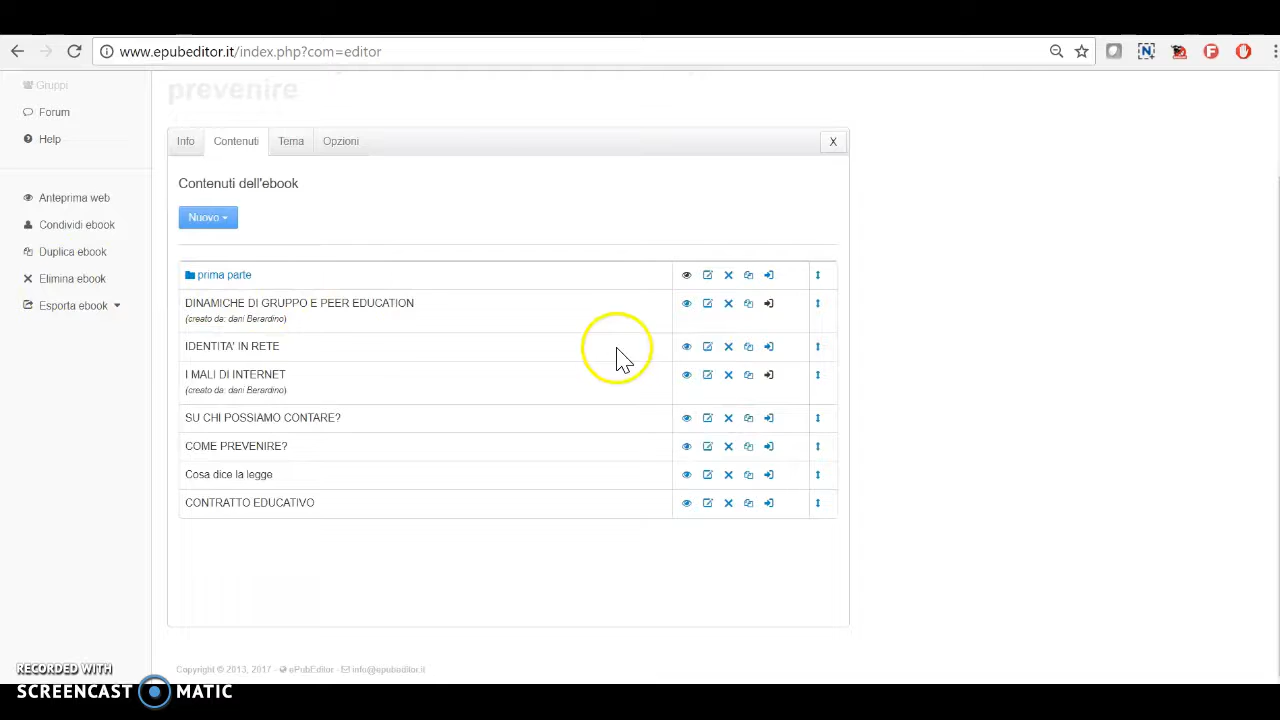 www.epubeditor.it/index.php?com=editor
Gruppi
Forum
Help
Anteprima web
Condividi ebook
Duplica ebook
Elimina ebook
Esporta ebook
prevenire
Info Contenuti Tema Opzioni X
Contenuti dell'ebook
Nuovo
prima parte
DINAMICHE DI GRUPPO E PEER EDUCATION
(creato da: dani Berardino)
IDENTITA' IN RETE
I MALI DI INTERNET
(creato da: dani Berardino)
SU CHI POSSIAMO CONTARE?
COME PREVENIRE?
Cosa dice la legge
CONTRATTO EDUCATIVO
Copyright © 2013, 2017 - ePubEditor - info@epubeditor.it
RECORDED WITH
SCREENCAST MATIC